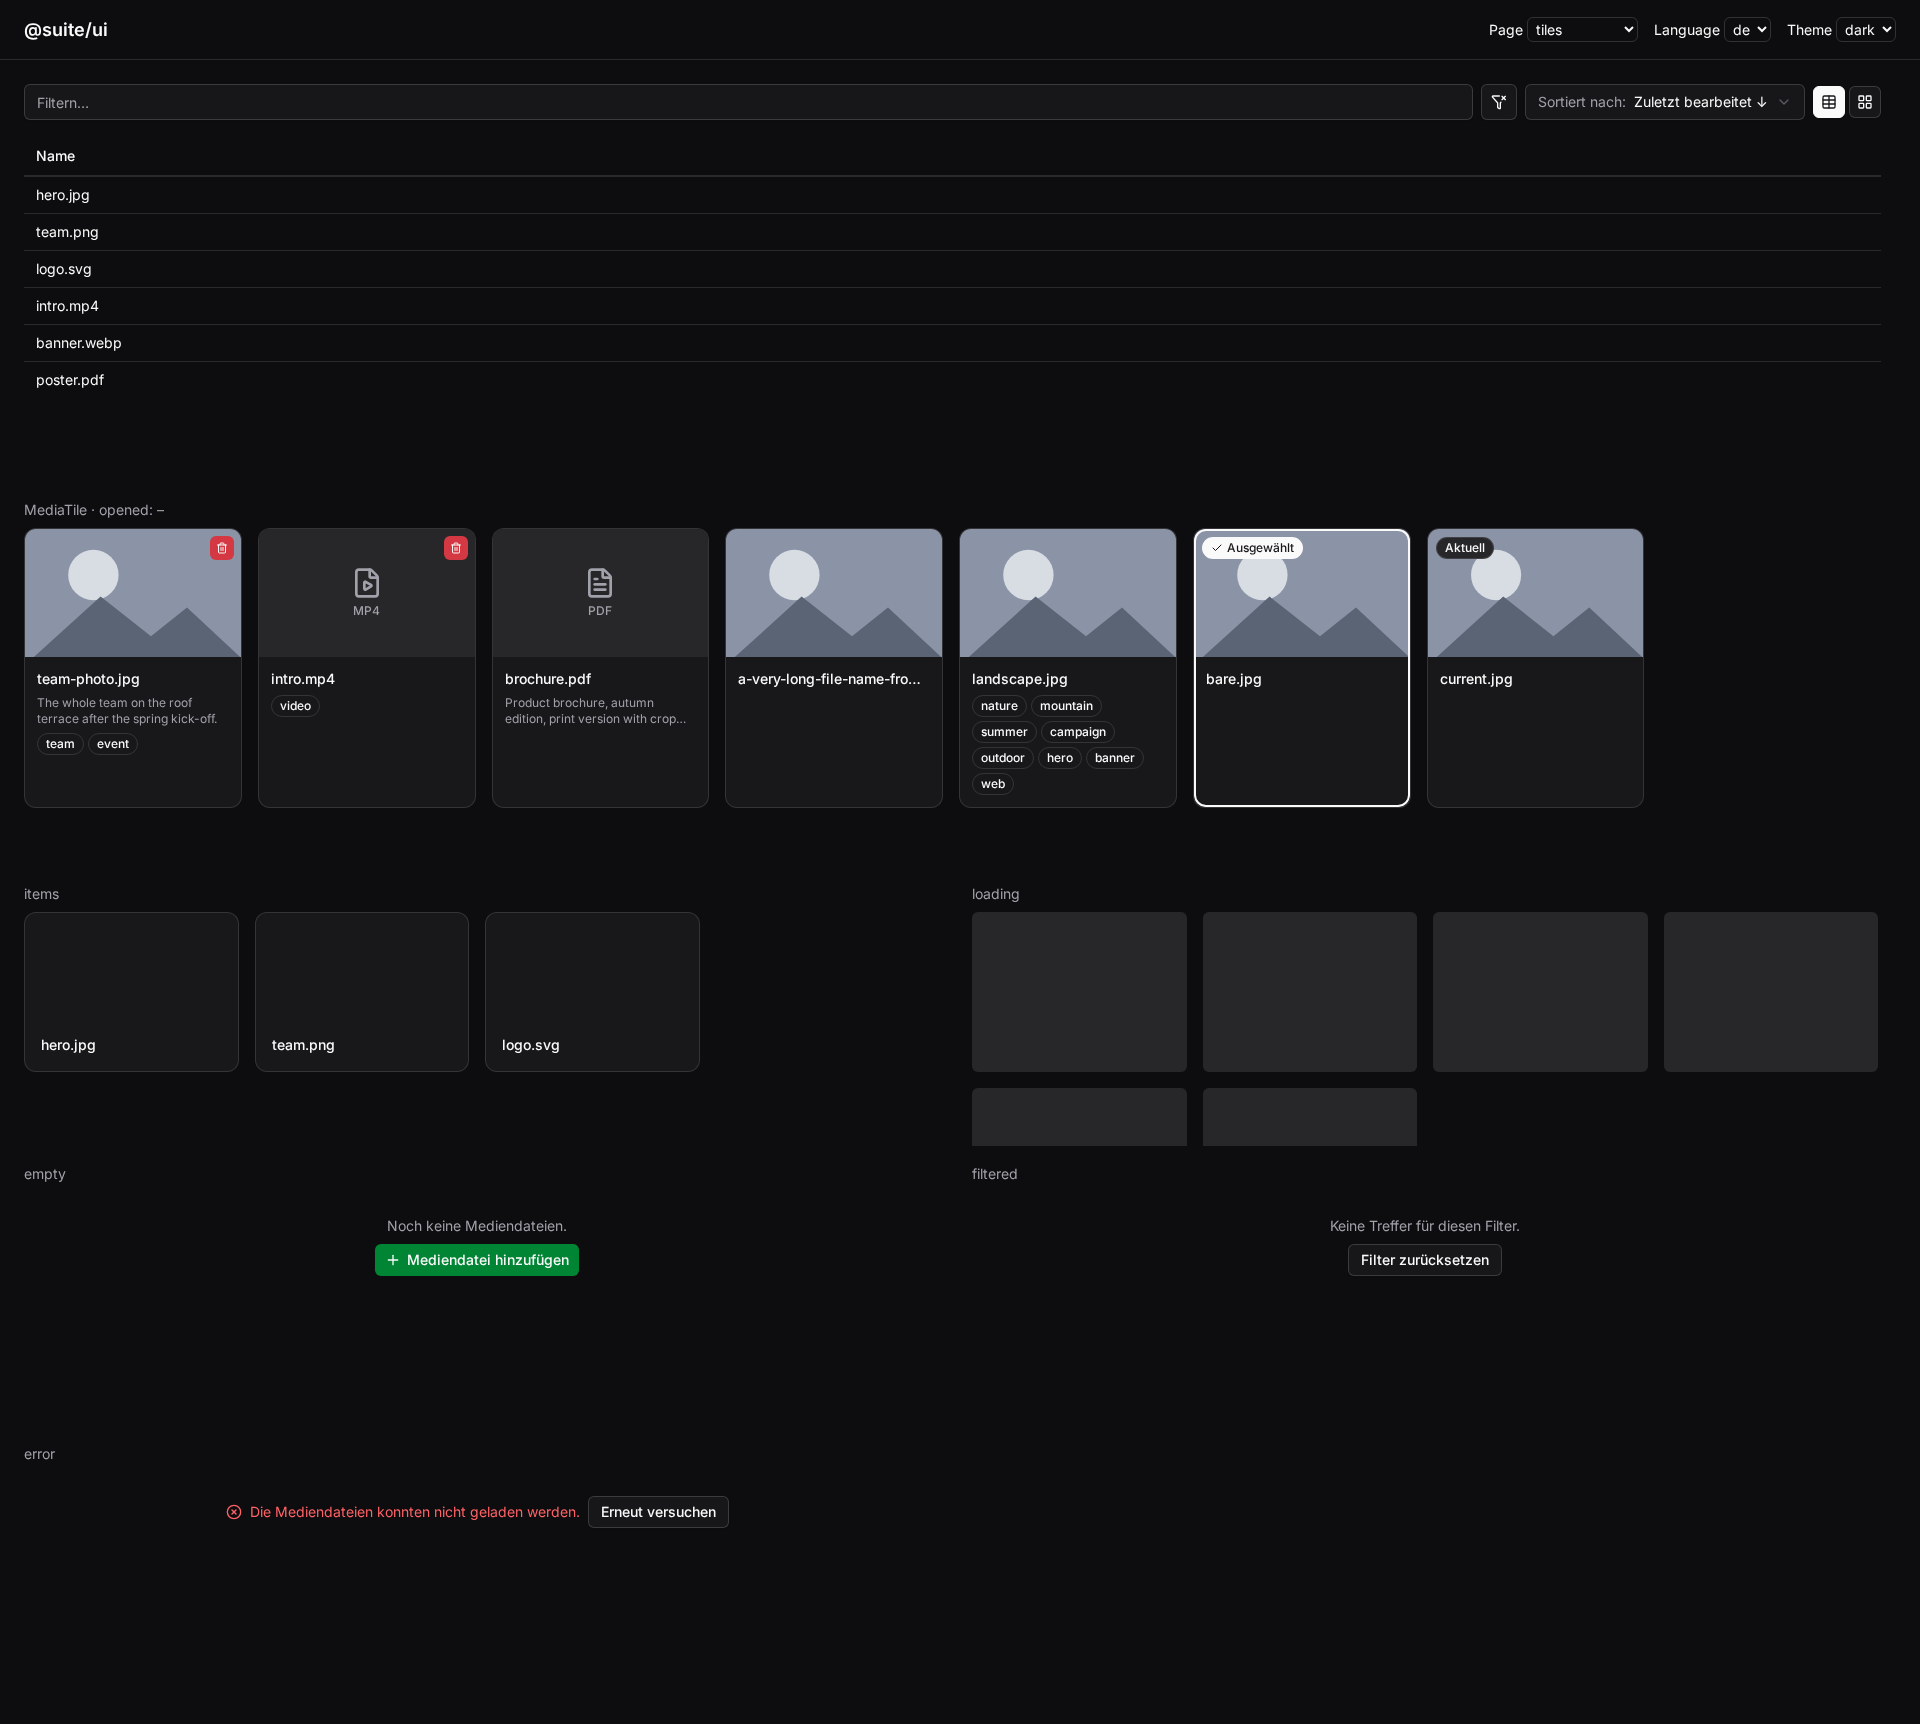 @suite/ui
Page tiles Language de Theme dark
Filtern...
Sortiert nach: Zuletzt bearbeitet ↓
Name
hero.jpg
team.png
logo.svg
intro.mp4
banner.webp
poster.pdf
MediaTile · opened: –
team-photo.jpg
The whole team on the roof
terrace after the spring kick-off.
team event
MP4
intro.mp4
video
PDF
brochure.pdf
Product brochure, autumn
edition, print version with crop...
a-very-long-file-name-fro...
landscape.jpg
nature mountain
summer campaign
outdoor hero banner
web
Ausgewählt
bare.jpg
Aktuell
current.jpg
items
hero.jpg
team.png
logo.svg
loading
empty
Noch keine Mediendateien.
Mediendatei hinzufügen
filtered
Keine Treffer für diesen Filter.
Filter zurücksetzen
error
Die Mediendateien konnten nicht geladen werden. Erneut versuchen